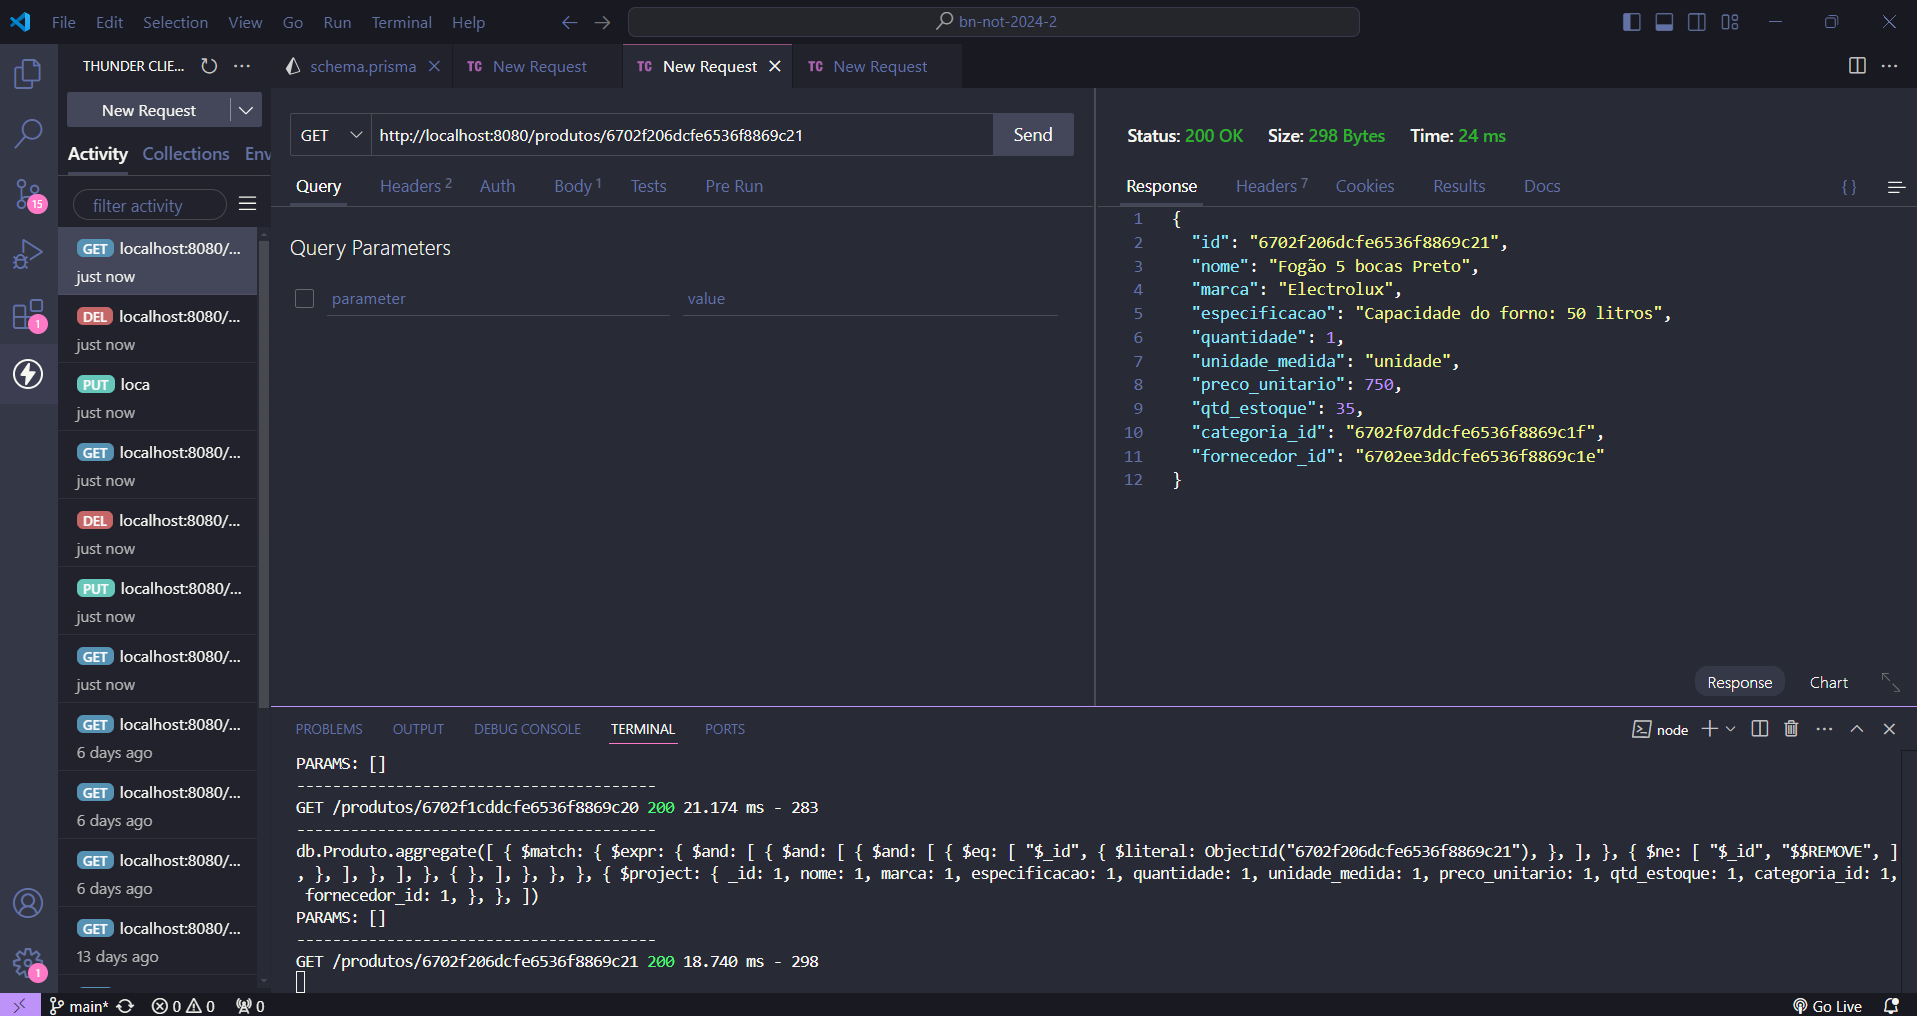 File Edit Selection View Go Run Terminal Help bn-not-2024-2
THUNDER CLIE... schema.prisma TC New Request TC New Request TC New Request
New Request
Activity Collections Env
filter activity
GET localhost:8080/...
just now
DEL localhost:8080/...
just now
PUT loca
just now
GET localhost:8080/...
just now
DEL localhost:8080/...
just now
PUT localhost:8080/...
just now
GET localhost:8080/...
just now
GET localhost:8080/...
6 days ago
GET localhost:8080/...
6 days ago
GET localhost:8080/...
6 days ago
GET localhost:8080/...
13 days ago
15
1
1
GET http://localhost:8080/produtos/6702f206dcfe6536f8869c21 Send
Query Headers 2 Auth Body 1 Tests Pre Run
Query Parameters
parameter value
Status: 200 OK Size: 298 Bytes Time: 24 ms
Response Headers 7 Cookies Results Docs { }
1 {
2 "id": "6702f206dcfe6536f8869c21",
3 "nome": "Fogão 5 bocas Preto",
4 "marca": "Electrolux",
5 "especificacao": "Capacidade do forno: 50 litros",
6 "quantidade": 1,
7 "unidade_medida": "unidade",
8 "preco_unitario": 750,
9 "qtd_estoque": 35,
10 "categoria_id": "6702f07ddcfe6536f8869c1f",
11 "fornecedor_id": "6702ee3ddcfe6536f8869c1e"
12 }
Response Chart
PROBLEMS OUTPUT DEBUG CONSOLE TERMINAL PORTS node
PARAMS: []
----------------------------------------
GET /produtos/6702f1cddcfe6536f8869c20 200 21.174 ms - 283
----------------------------------------
db.Produto.aggregate([ { $match: { $expr: { $and: [ { $and: [ { $and: [ { $eq: [ "$_id", { $literal: ObjectId("6702f206dcfe6536f8869c21"), }, ], }, { $ne: [ "$_id", "$$REMOVE", ]
, }, ], }, ], }, { }, ], }, }, }, { $project: { _id: 1, nome: 1, marca: 1, especificacao: 1, quantidade: 1, unidade_medida: 1, preco_unitario: 1, qtd_estoque: 1, categoria_id: 1,
fornecedor_id: 1, }, }, ])
PARAMS: []
----------------------------------------
GET /produtos/6702f206dcfe6536f8869c21 200 18.740 ms - 298
main* 0 0 0 Go Live